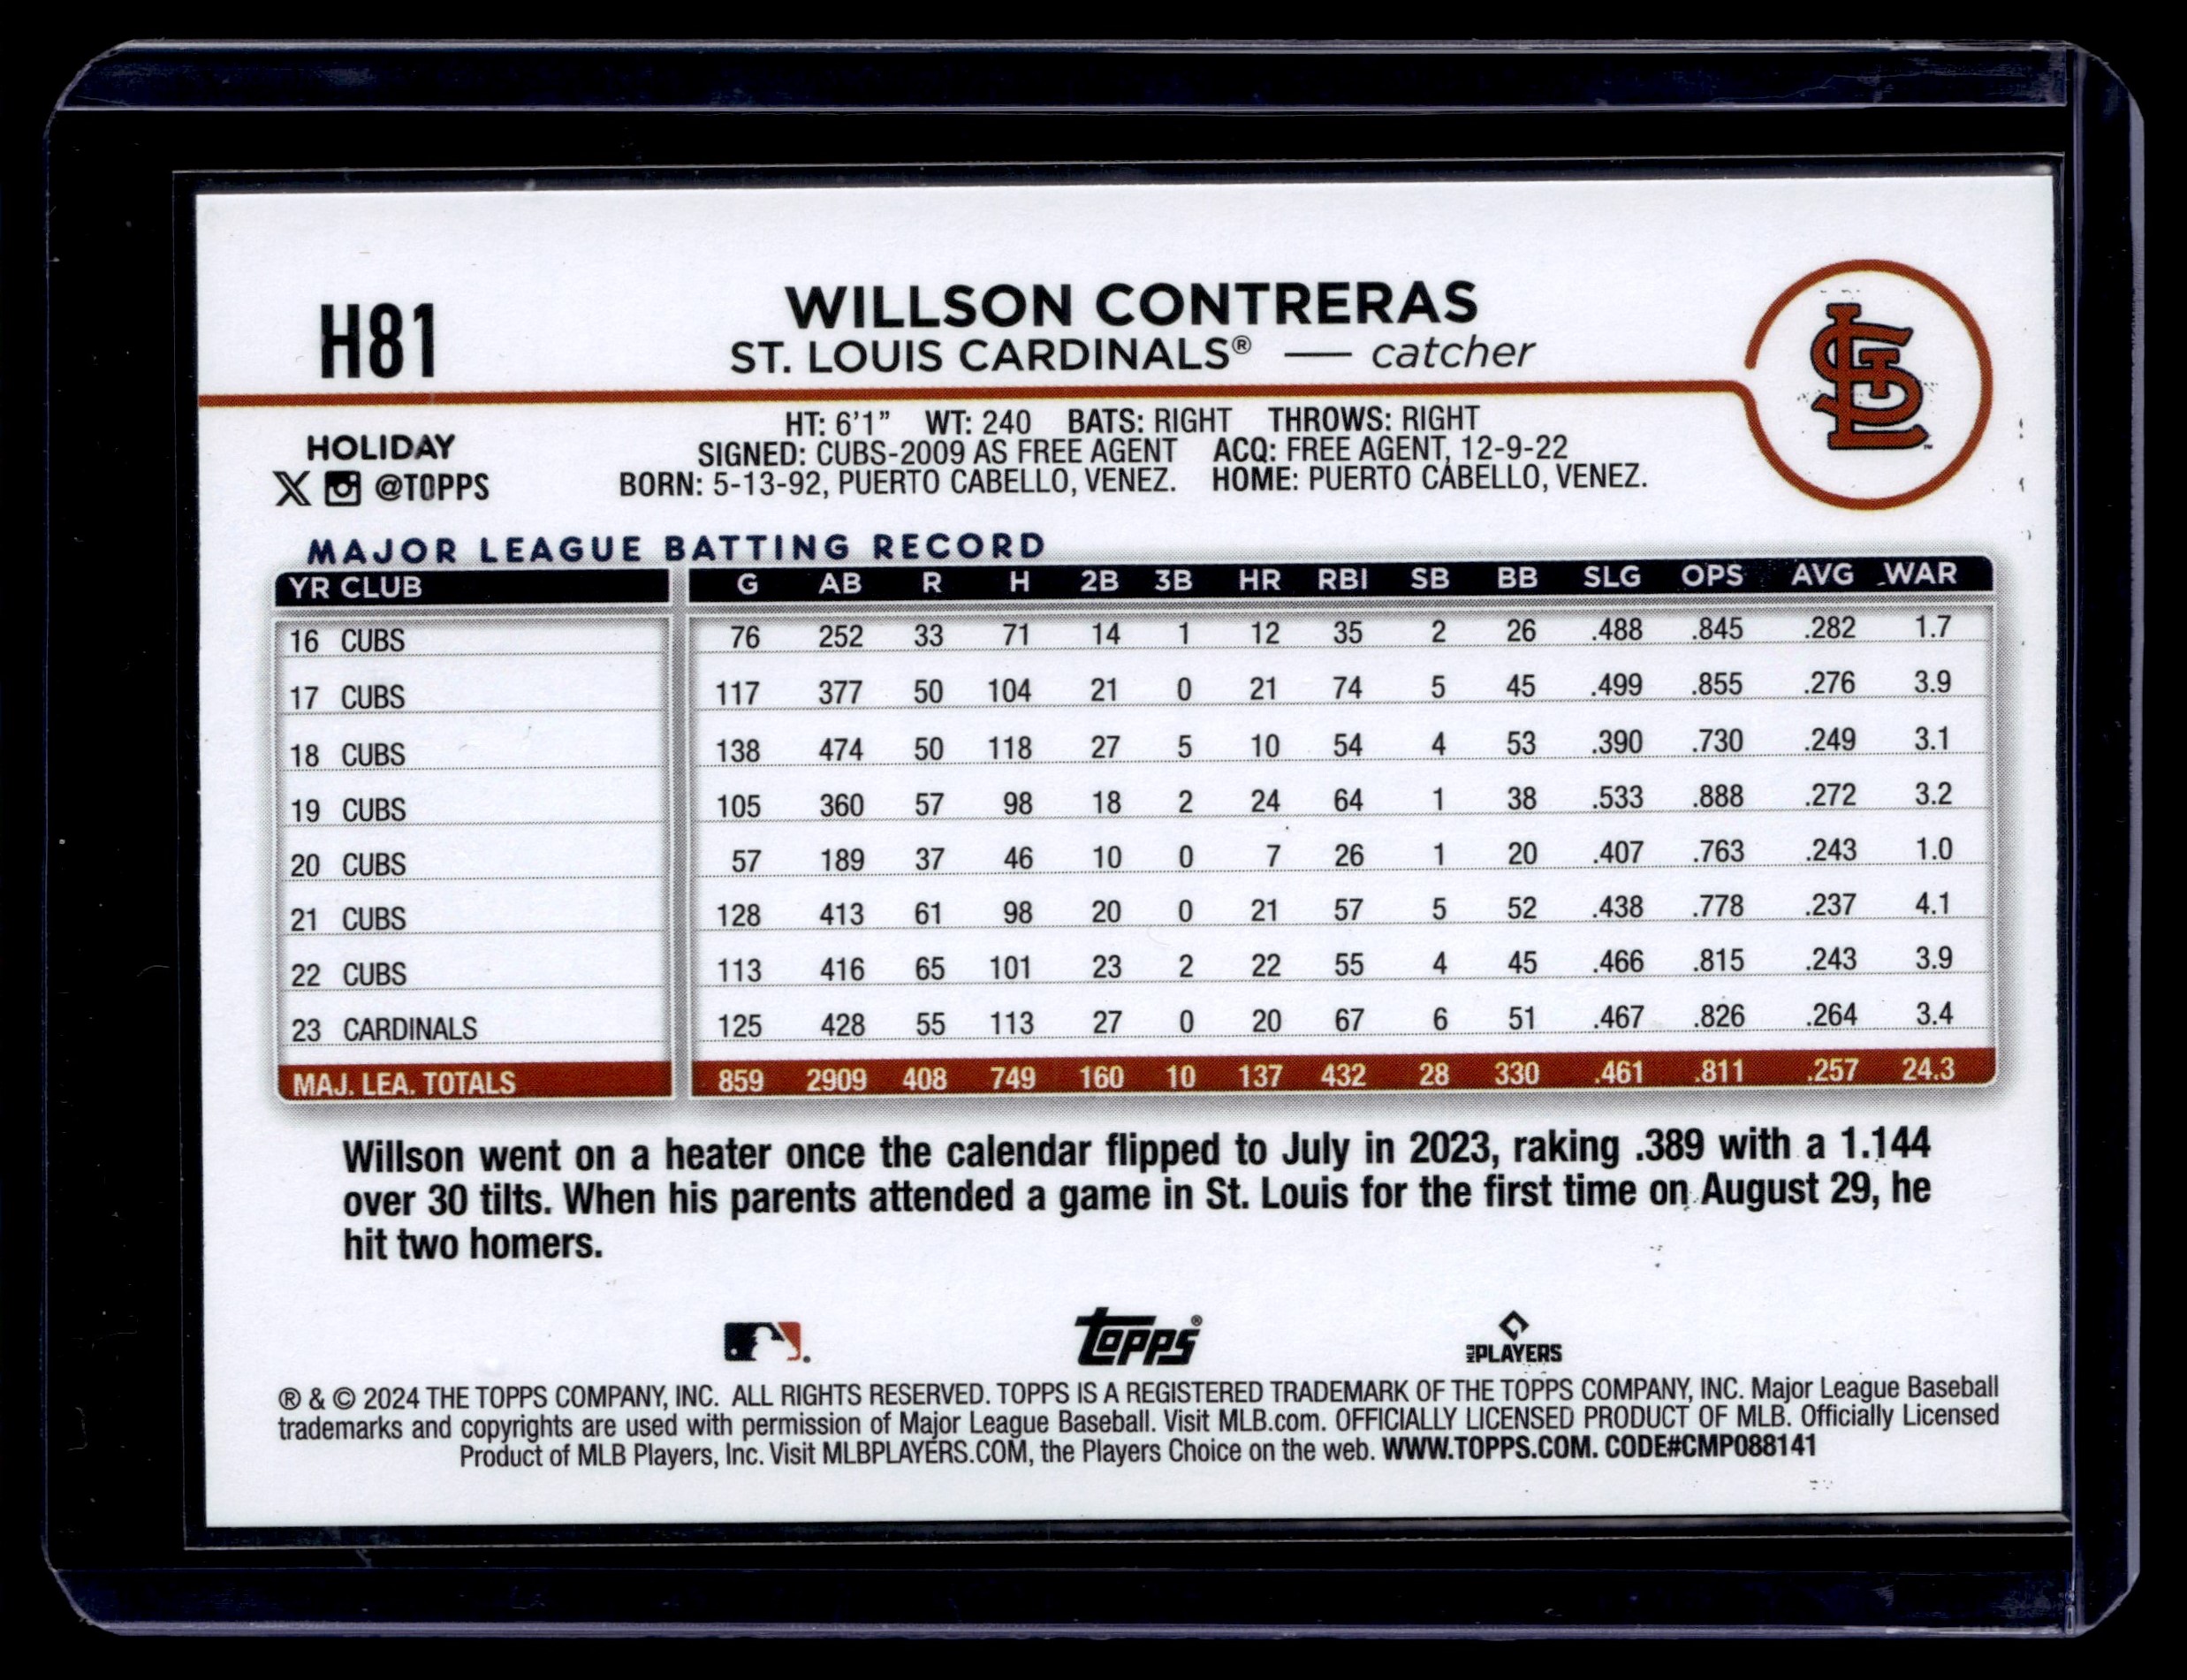 H81
WILLSON CONTRERAS
ST. LOUIS CARDINALS® — catcher
HT: 6'1" WT: 240 BATS: RIGHT THROWS: RIGHT
SIGNED: CUBS-2009 AS FREE AGENT ACQ: FREE AGENT, 12-9-22
BORN: 5-13-92, PUERTO CABELLO, VENEZ. HOME: PUERTO CABELLO, VENEZ.
HOLIDAY
X @TOPPS
STL™
MAJOR LEAGUE BATTING RECORD
YR CLUB G AB R H 2B 3B HR RBI SB BB SLG OPS AVG WAR
16 CUBS 76 252 33 71 14 1 12 35 2 26 .488 .845 .282 1.7
17 CUBS 117 377 50 104 21 0 21 74 5 45 .499 .855 .276 3.9
18 CUBS 138 474 50 118 27 5 10 54 4 53 .390 .730 .249 3.1
19 CUBS 105 360 57 98 18 2 24 64 1 38 .533 .888 .272 3.2
20 CUBS 57 189 37 46 10 0 7 26 1 20 .407 .763 .243 1.0
21 CUBS 128 413 61 98 20 0 21 57 5 52 .438 .778 .237 4.1
22 CUBS 113 416 65 101 23 2 22 55 4 45 .466 .815 .243 3.9
23 CARDINALS 125 428 55 113 27 0 20 67 6 51 .467 .826 .264 3.4
MAJ. LEA. TOTALS 859 2909 408 749 160 10 137 432 28 330 .461 .811 .257 24.3
Willson went on a heater once the calendar flipped to July in 2023, raking .389 with a 1.144
over 30 tilts. When his parents attended a game in St. Louis for the first time on August 29, he
hit two homers.
topps®
MLB PLAYERS
® & © 2024 THE TOPPS COMPANY, INC. ALL RIGHTS RESERVED. TOPPS IS A REGISTERED TRADEMARK OF THE TOPPS COMPANY, INC. Major League Baseball
trademarks and copyrights are used with permission of Major League Baseball. Visit MLB.com. OFFICIALLY LICENSED PRODUCT OF MLB. Officially Licensed
Product of MLB Players, Inc. Visit MLBPLAYERS.COM, the Players Choice on the web. WWW.TOPPS.COM. CODE#CMP088141